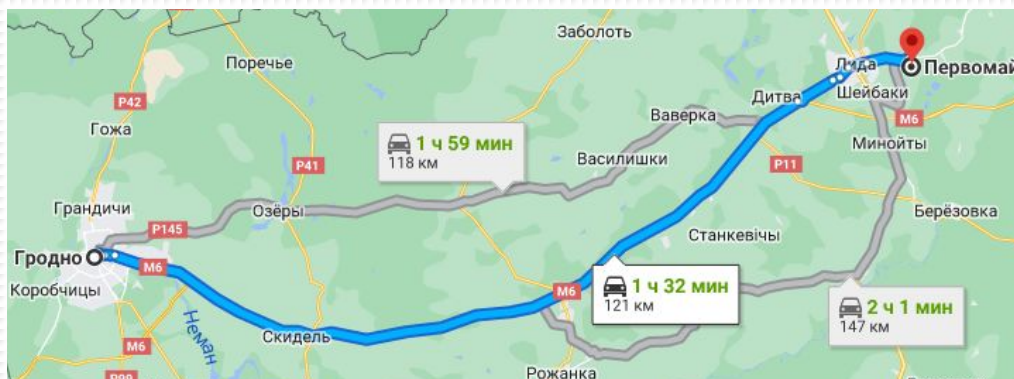 Заболоть
Поречье
Лида
Первомай
Шейбаки
Дитва
Р42
М6
Гожа
Ваверка
1 ч 59 мин
118 км
Минойты
Р41
Василишки
Р11
Грандичи
Озёры
Берёзовка
Р145
Станкевічы
Гродно
М6
Коробчицы
М6
1 ч 32 мин
121 км
2 ч 1 мин
147 км
Неман
Скидель
М6
Рожанка
Р99